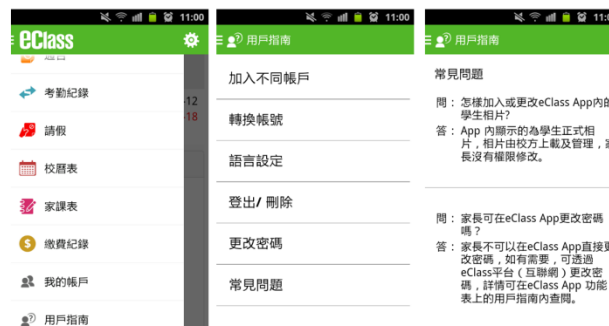 11:00
eClass
考勤紀錄
請假
校曆表
家課表
繳費紀錄
我的帳戶
用戶指南
-12
-18
11:00
用戶指南
加入不同帳戶
轉換帳號
語言設定
登出/ 刪除
更改密碼
常見問題
11:0
用戶指南
常見問題
問： 怎樣加入或更改eClass App內的
學生相片?
答： App 內顯示的為學生正式相
片，相片由校方上載及管理，家
長沒有權限修改。
問： 家長可在eClass App更改密碼
嗎？
答： 家長不可以在eClass App直接更
改密碼，如有需要，可透過
eClass平台（互聯網）更改密
碼，詳情可在eClass App 功能
表上的用戶指南內查閱。